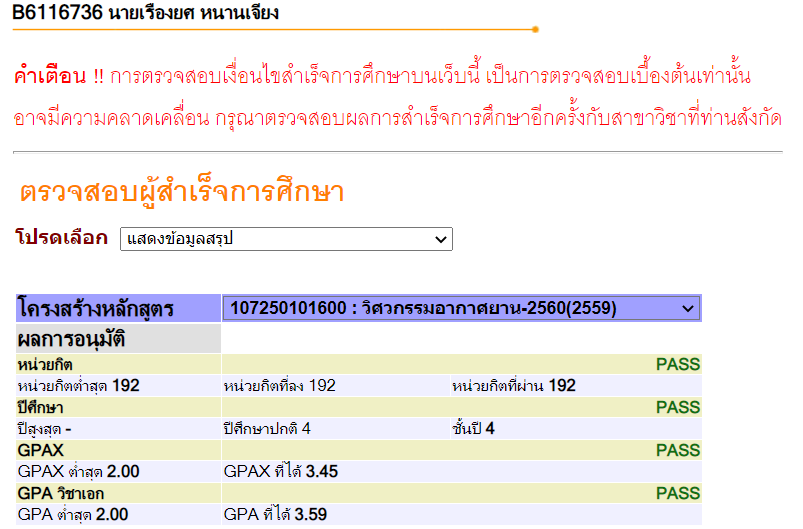 B6116736 นายเรืองยศ หนานเจียง
คำเตือน !! การตรวจสอบเงื่อนไขสำเร็จการศึกษาบนเว็บนี้ เป็นการตรวจสอบเบื้องต้นเท่านั้น
อาจมีความคลาดเคลื่อน กรุณาตรวจสอบผลการสำเร็จการศึกษาอีกครั้งกับสาขาวิชาที่ท่านสังกัด
ตรวจสอบผู้สำเร็จการศึกษา
โปรดเลือก แสดงข้อมูลสรุป
โครงสร้างหลักสูตร 107250101600 : วิศวกรรมอากาศยาน-2560(2559)
ผลการอนุมัติ
หน่วยกิต PASS
หน่วยกิตต่ำสุด 192 หน่วยกิตที่ลง 192 หน่วยกิตที่ผ่าน 192
ปีศึกษา PASS
ปีสูงสุด - ปีศึกษาปกติ 4 ชั้นปี 4
GPAX PASS
GPAX ต่ำสุด 2.00 GPAX ที่ได้ 3.45
GPA วิชาเอก PASS
GPA ต่ำสุด 2.00 GPA ที่ได้ 3.59